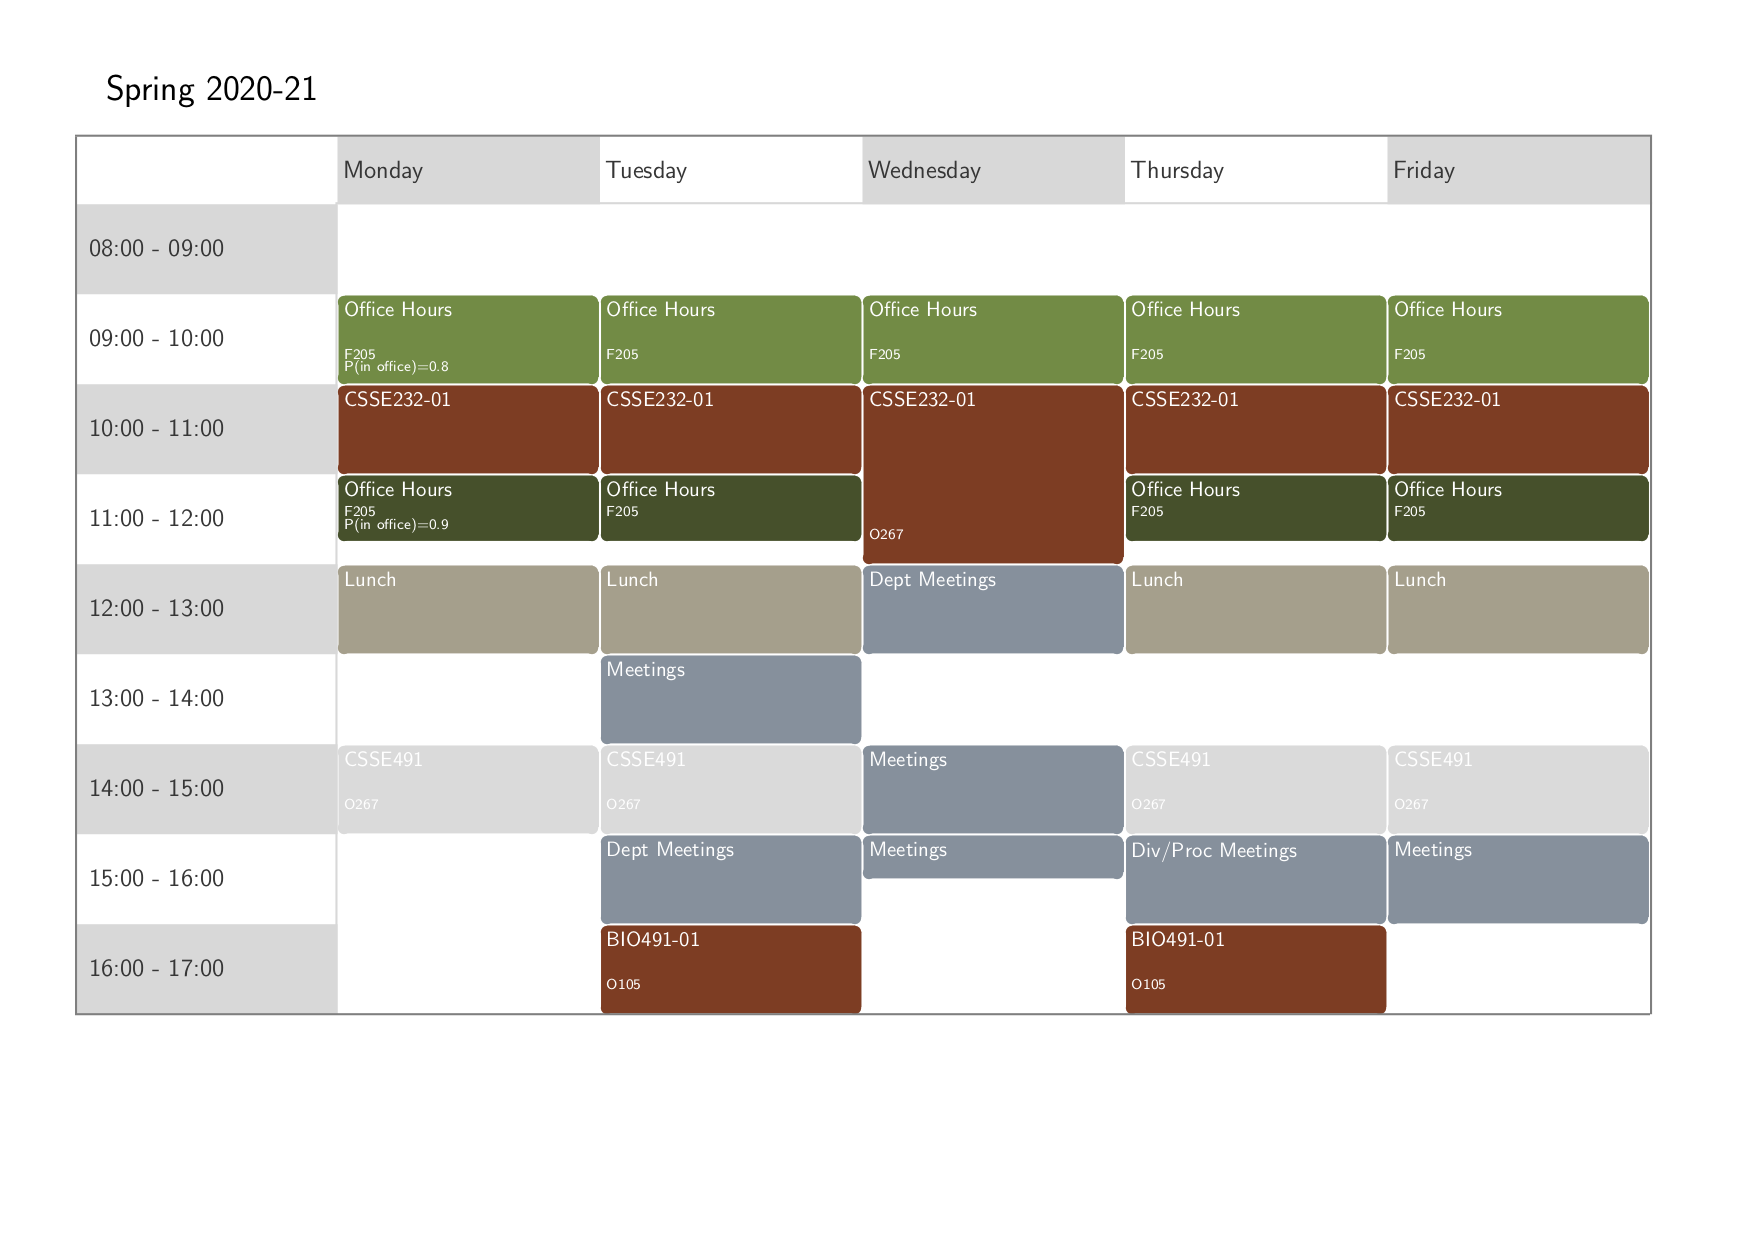 Spring 2020-21
Monday Tuesday Wednesday Thursday Friday
08:00 - 09:00
09:00 - 10:00
Office Hours Office Hours Office Hours Office Hours Office Hours
F205 F205 F205 F205 F205
P(in office)=0.8
10:00 - 11:00
CSSE232-01 CSSE232-01 CSSE232-01 CSSE232-01 CSSE232-01
11:00 - 12:00
Office Hours Office Hours Office Hours Office Hours
F205 F205 F205 F205
P(in office)=0.9
O267
12:00 - 13:00
Lunch Lunch Dept Meetings Lunch Lunch
13:00 - 14:00
Meetings
14:00 - 15:00
CSSE491 CSSE491 Meetings CSSE491 CSSE491
O267 O267 O267 O267
15:00 - 16:00
Dept Meetings Meetings Div/Proc Meetings Meetings
16:00 - 17:00
BIO491-01 BIO491-01
O105 O105